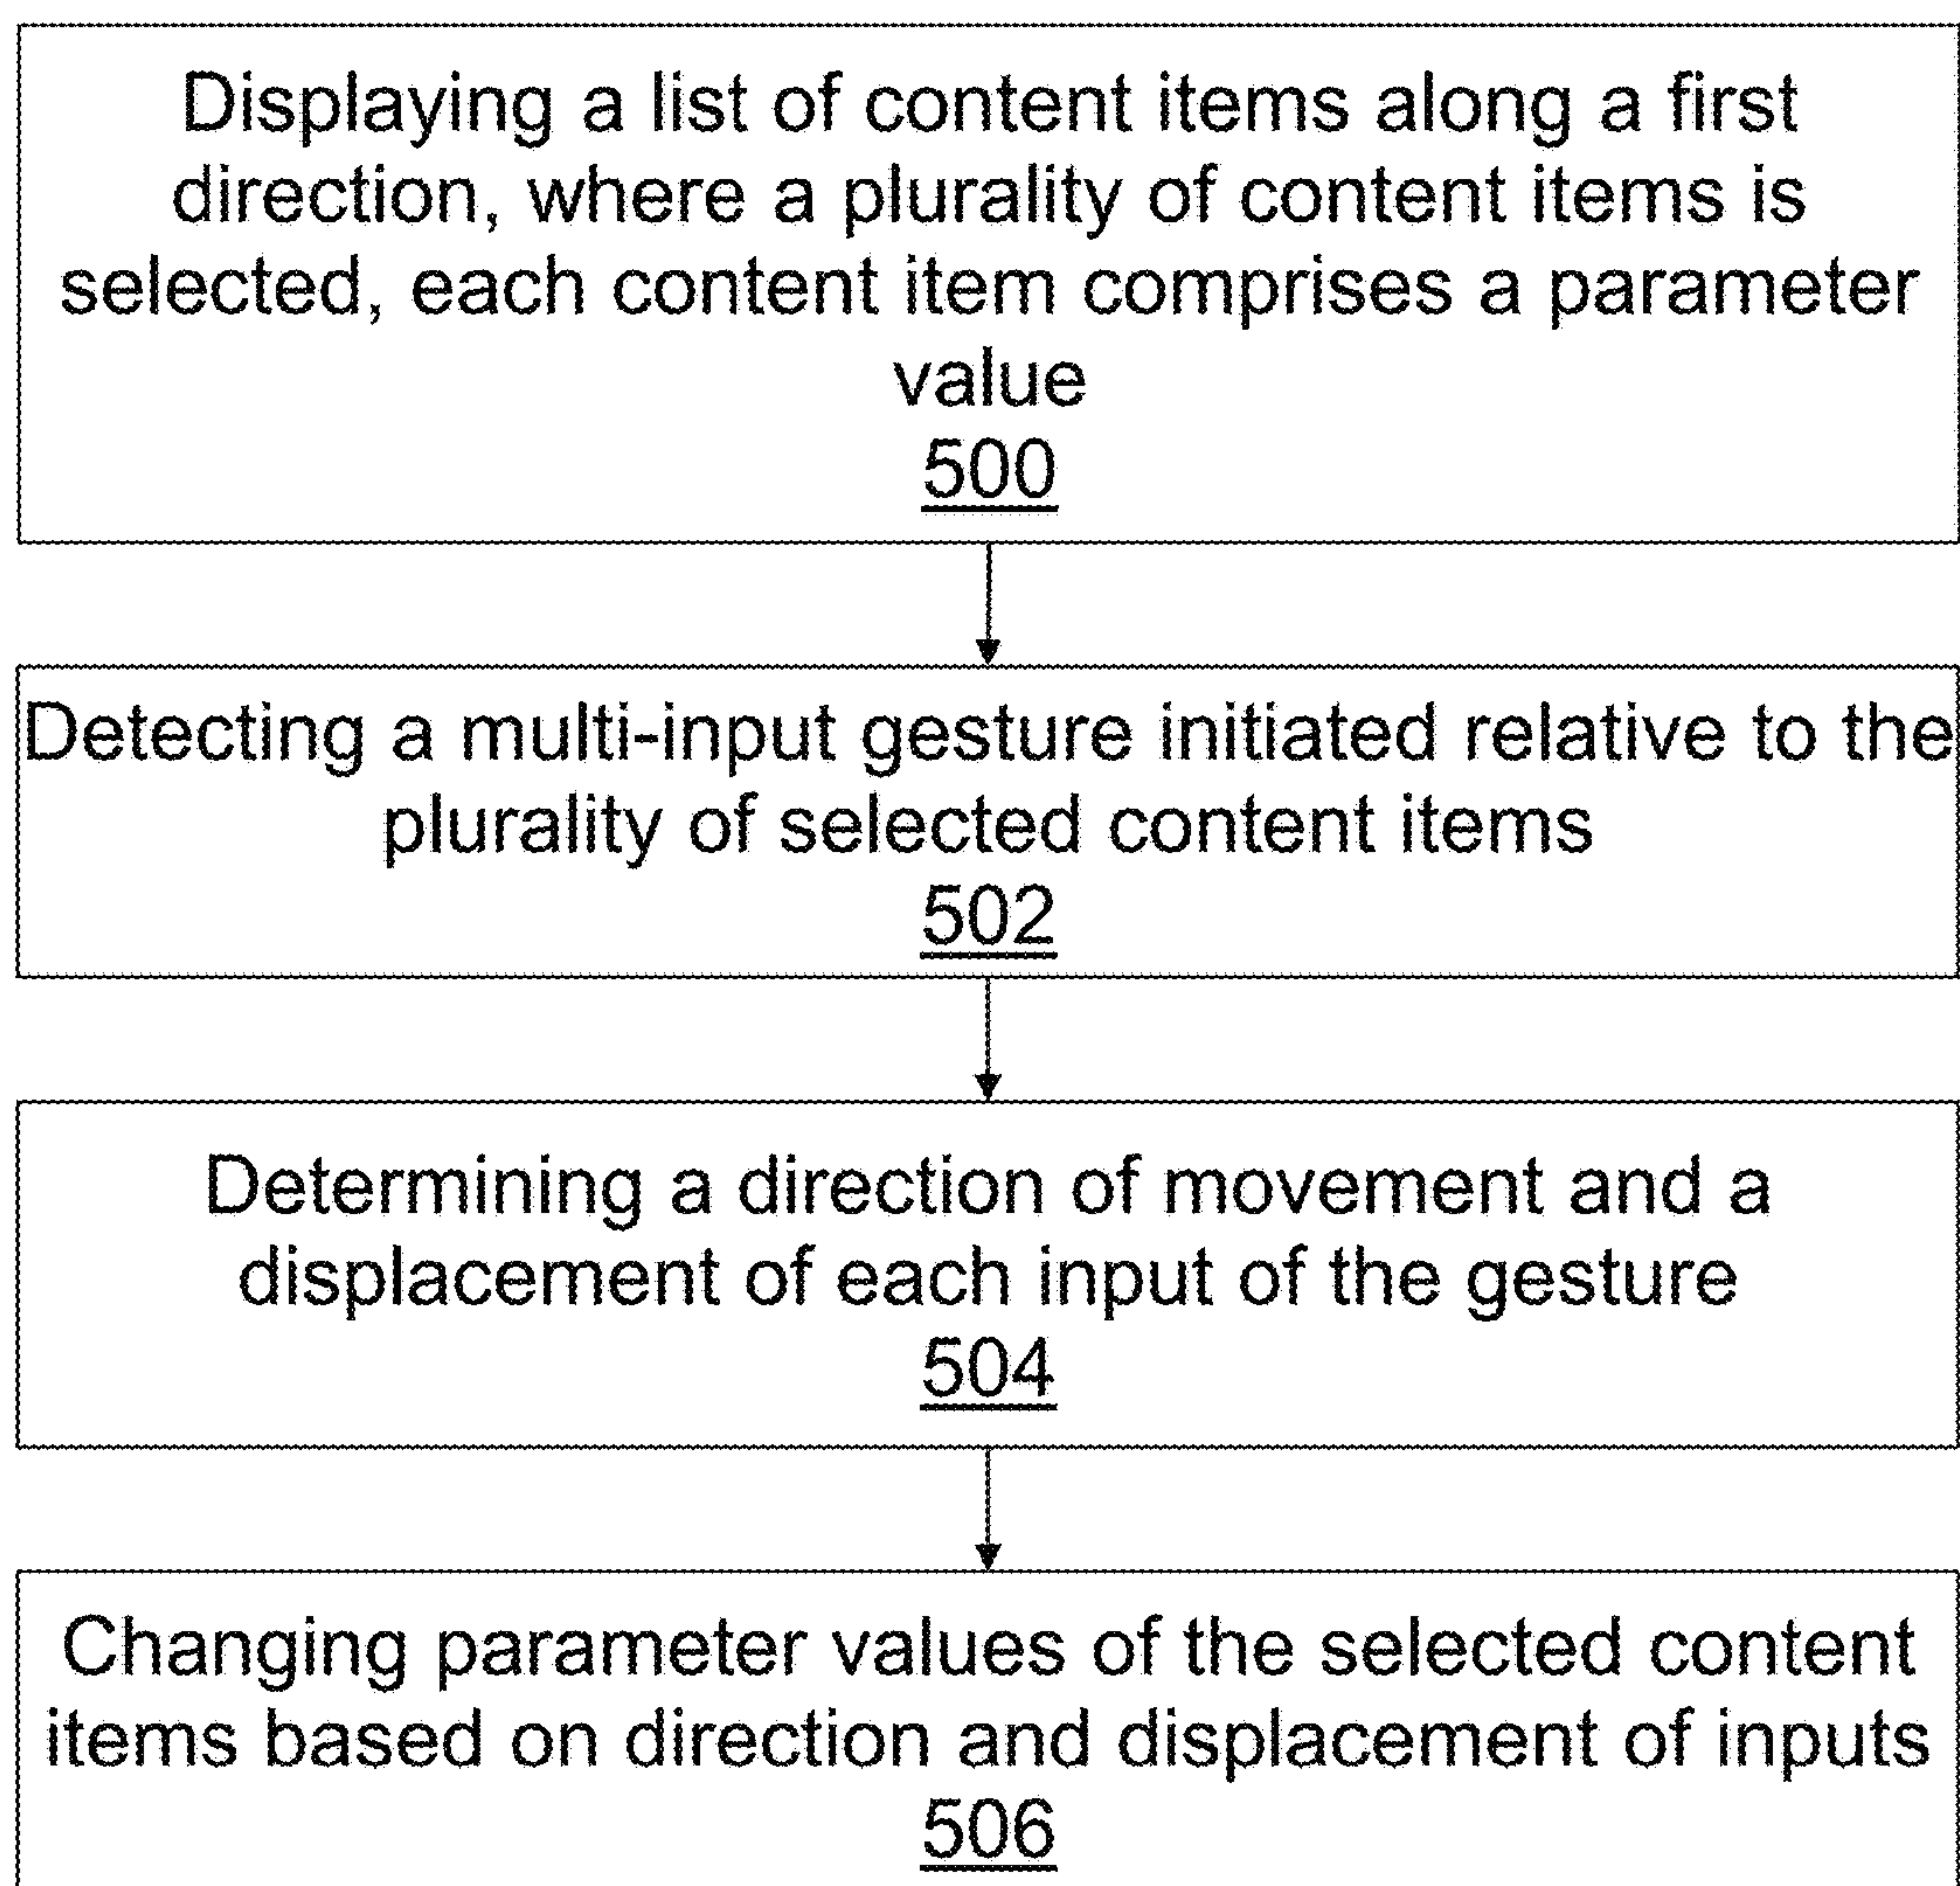 Displaying a list of content items along a first
direction, where a plurality of content items is
selected, each content item comprises a parameter
value
500
Detecting a multi-input gesture initiated relative to the
plurality of selected content items
502
Determining a direction of movement and a
displacement of each input of the gesture
504
Changing parameter values of the selected content
items based on direction and displacement of inputs
506